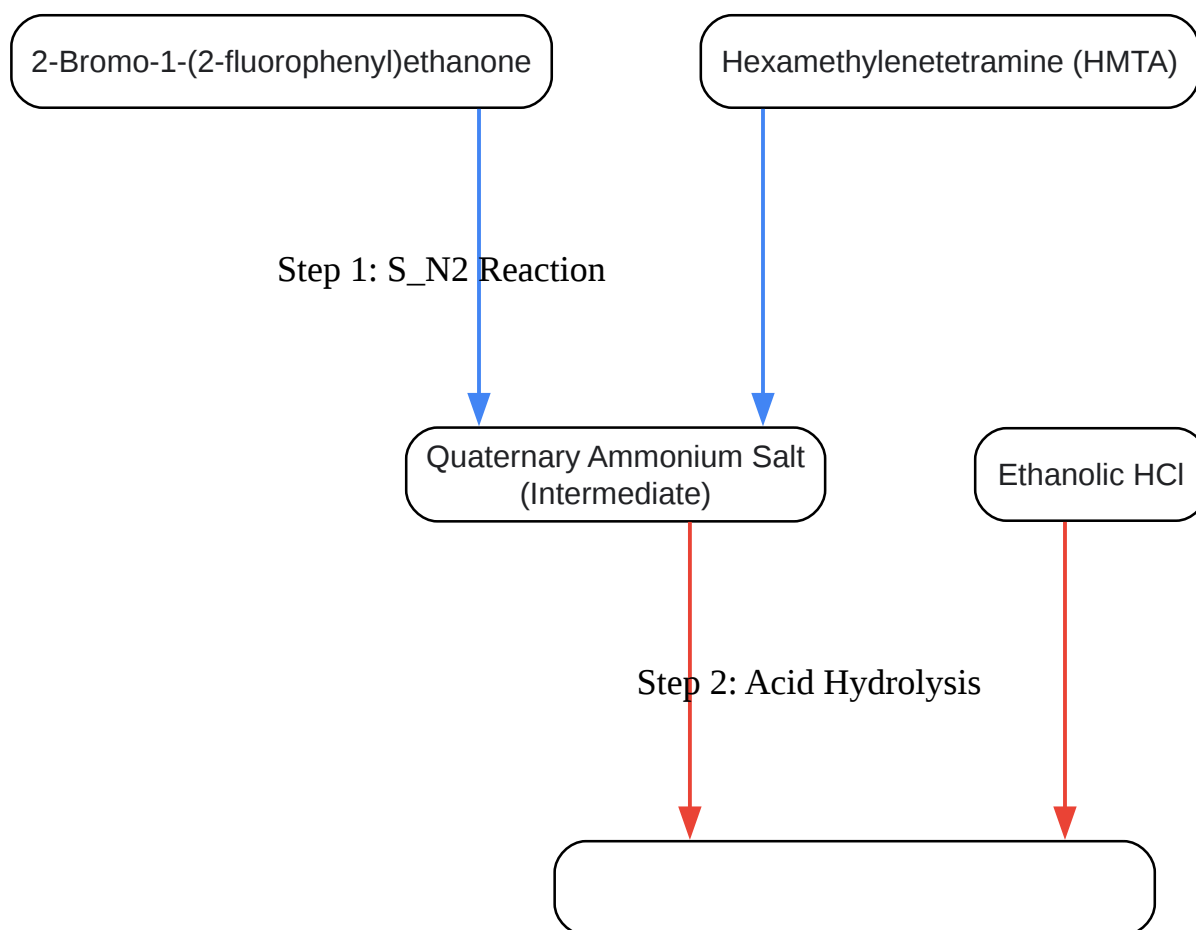 2-Bromo-1-(2-fluorophenyl)ethanone
Hexamethylenetetramine (HMTA)
Step 1: S_N2 Reaction
Quaternary Ammonium Salt
(Intermediate)
Ethanolic HCl
Step 2: Acid Hydrolysis